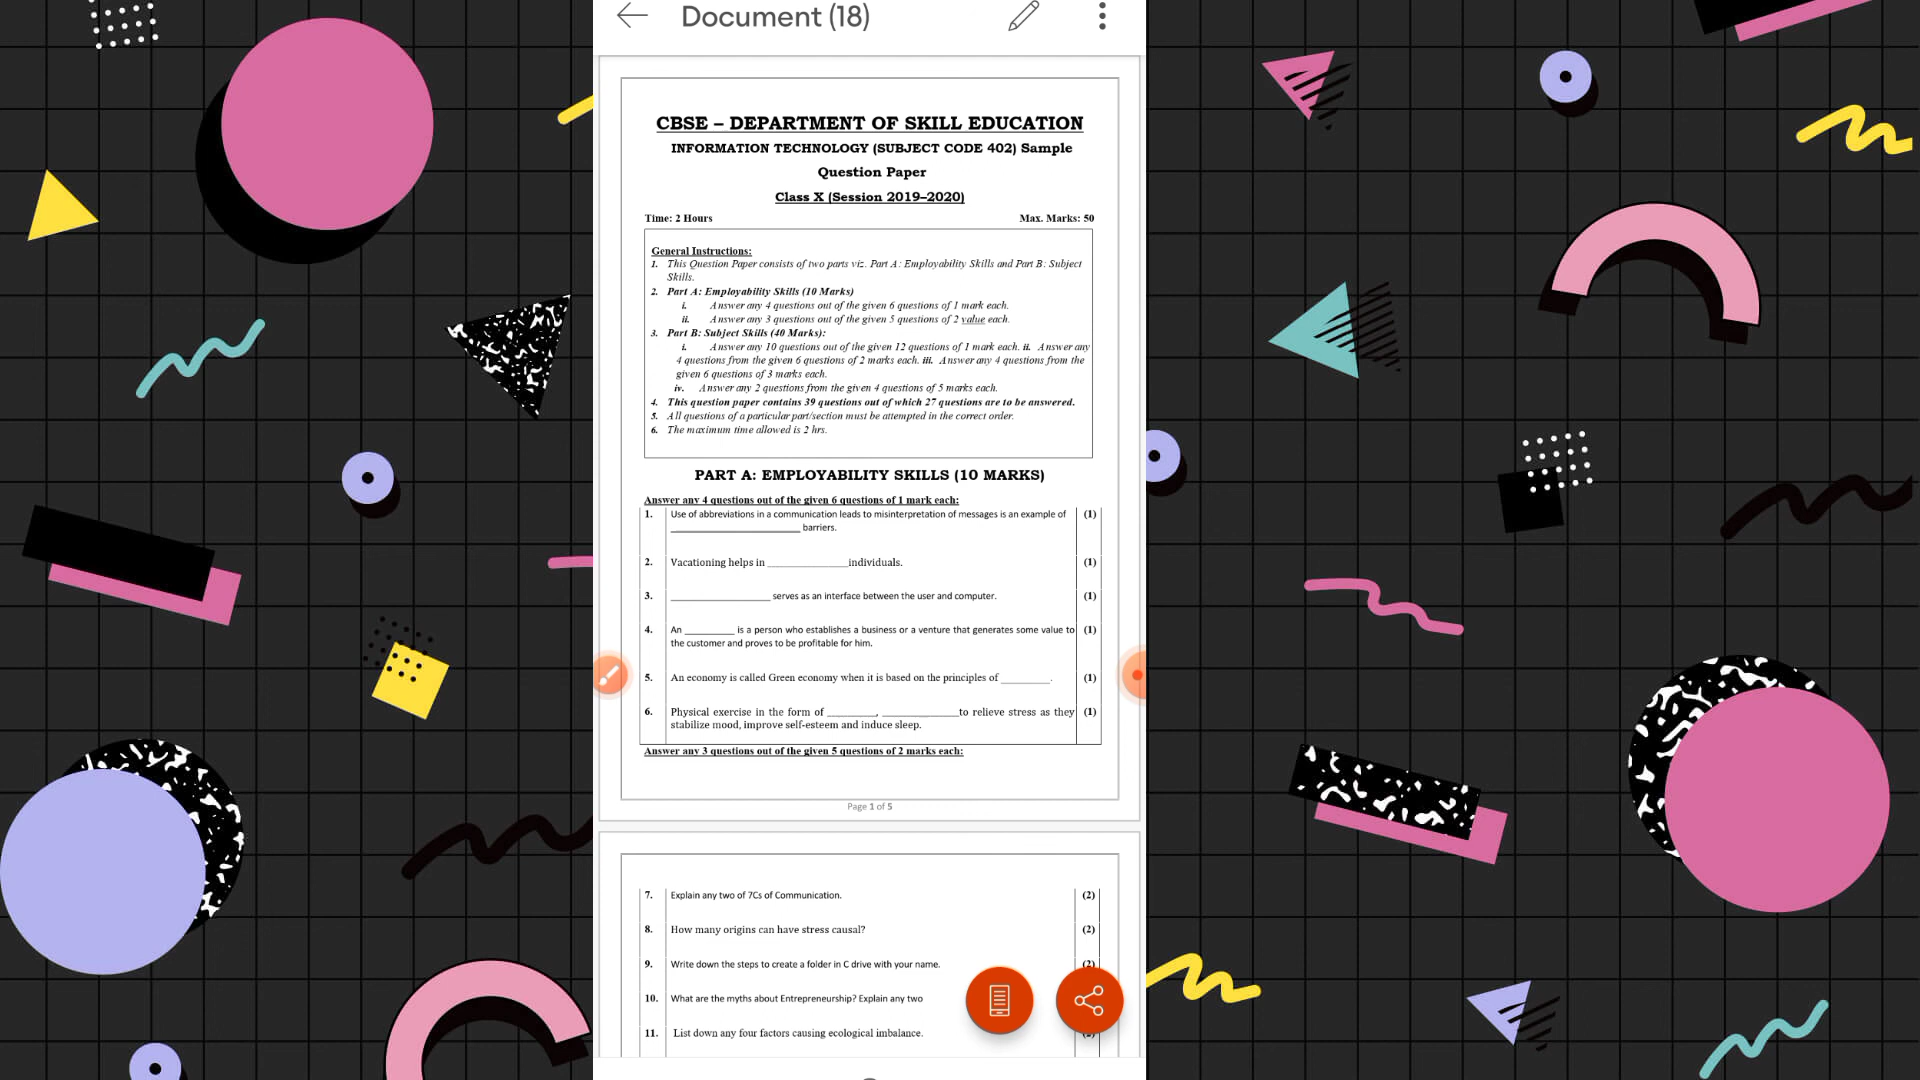 Document (18)
CBSE – DEPARTMENT OF SKILL EDUCATION
INFORMATION TECHNOLOGY (SUBJECT CODE 402) Sample
Question Paper
Class X (Session 2019–2020)
Time: 2 Hours Max. Marks: 50
General Instructions:
1. This Question Paper consists of two parts viz. Part A: Employability Skills and Part B: Subject
Skills.
2. Part A: Employability Skills (10 Marks)
i. Answer any 4 questions out of the given 6 questions of 1 mark each.
ii. Answer any 3 questions out of the given 5 questions of 2 value each.
3. Part B: Subject Skills (40 Marks):
i. Answer any 10 questions out of the given 12 questions of 1 mark each. ii. Answer any
4 questions from the given 6 questions of 2 marks each. iii. Answer any 4 questions from the
given 6 questions of 3 marks each.
iv. Answer any 2 questions from the given 4 questions of 5 marks each.
4. This question paper contains 39 questions out of which 27 questions are to be answered.
5. All questions of a particular part/section must be attempted in the correct order.
6. The maximum time allowed is 2 hrs.
PART A: EMPLOYABILITY SKILLS (10 MARKS)
Answer any 4 questions out of the given 6 questions of 1 mark each:
1. Use of abbreviations in a communication leads to misinterpretation of messages is an example of (1)
__________________________ barriers.
2. Vacationing helps in ________________individuals. (1)
3. ____________________ serves as an interface between the user and computer. (1)
4. An __________ is a person who establishes a business or a venture that generates some value to (1)
the customer and proves to be profitable for him.
5. An economy is called Green economy when it is based on the principles of __________. (1)
6. Physical exercise in the form of __________, _______________to relieve stress as they (1)
stabilize mood, improve self-esteem and induce sleep.
Answer any 3 questions out of the given 5 questions of 2 marks each:
Page 1 of 5
7. Explain any two of 7Cs of Communication. (2)
8. How many origins can have stress causal? (2)
9. Write down the steps to create a folder in C drive with your name. (2)
10. What are the myths about Entrepreneurship? Explain any two
11. List down any four factors causing ecological imbalance.